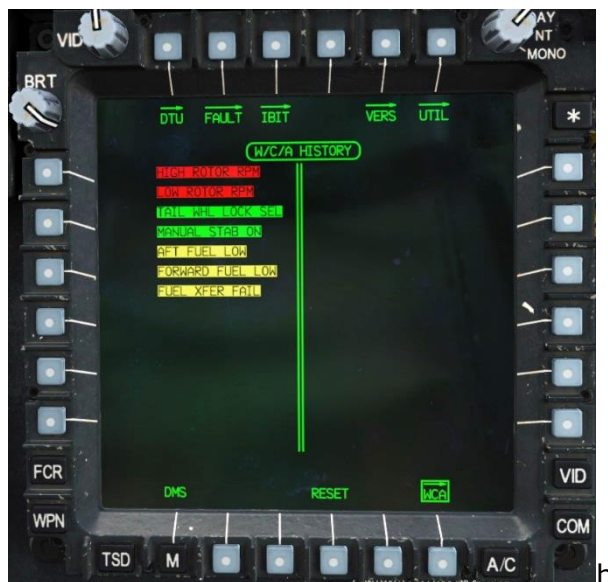 VID
DAY
NT
MONO
BRT
DTU FAULT IBIT VERS UTIL
*
W/C/A HISTORY
HIGH ROTOR RPM
LOW ROTOR RPM
TAIL WHL LOCK SEL
MANUAL STAB ON
AFT FUEL LOW
FORWARD FUEL LOW
FUEL XFER FAIL
FCR
VID
DMS RESET WCA
WPN
COM
TSD M A/C